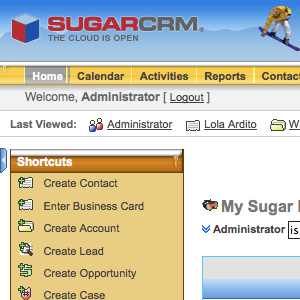 SUGARCRM®
THE CLOUD IS OPEN
Home Calendar Activities Reports Contac
Welcome, Administrator [ Logout ]
Last Viewed: Administrator Lola Ardito W
Shortcuts
Create Contact
My Sugar
Enter Business Card
Create Account
Administrator is
Create Lead
Create Opportunity
Create Case